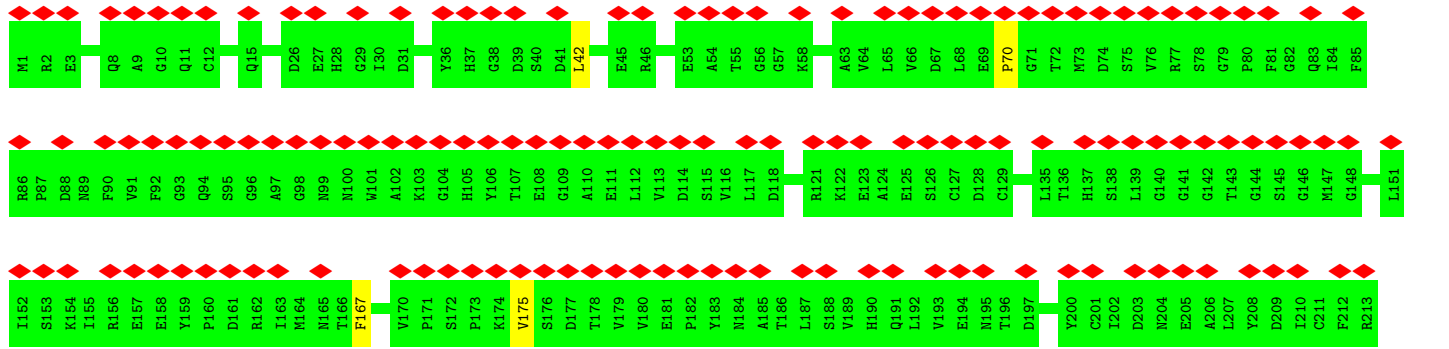 M1 R2 E3 Q8 A9 G10 Q11 C12 Q15 D26 E27 H28 G29 I30 D31 Y36 H37 G38 D39 S40 D41 L42 E45 R46 E53 A54 T55 G56 G57 K58 A63 V64 L65 V66 D67 L68 E69 P70 G71 T72 M73 D74 S75 V76 R77 S78 G79 P80 F81 G82 Q83 I84 F85
R86 P87 D88 N89 F90 V91 F92 G93 Q94 S95 G96 A97 G98 N99 N100 W101 A102 K103 G104 H105 Y106 T107 E108 G109 A110 E111 L112 V113 D114 S115 V116 L117 D118 R121 K122 E123 A124 E125 S126 C127 D128 C129 L135 T136 H137 S138 L139 G140 G141 G142 T143 G144 S145 G146 M147 G148 L151
I152 S153 K154 I155 R156 E157 E158 Y159 P160 D161 R162 I163 M164 N165 T166 F167 V170 P171 S172 P173 K174 V175 S176 D177 T178 V179 V180 E181 P182 Y183 N184 A185 T186 L187 S188 V189 H190 Q191 L192 V193 E194 N195 T196 D197 Y200 C201 I202 D203 N204 E205 A206 L207 Y208 D209 I210 C211 F212 R213